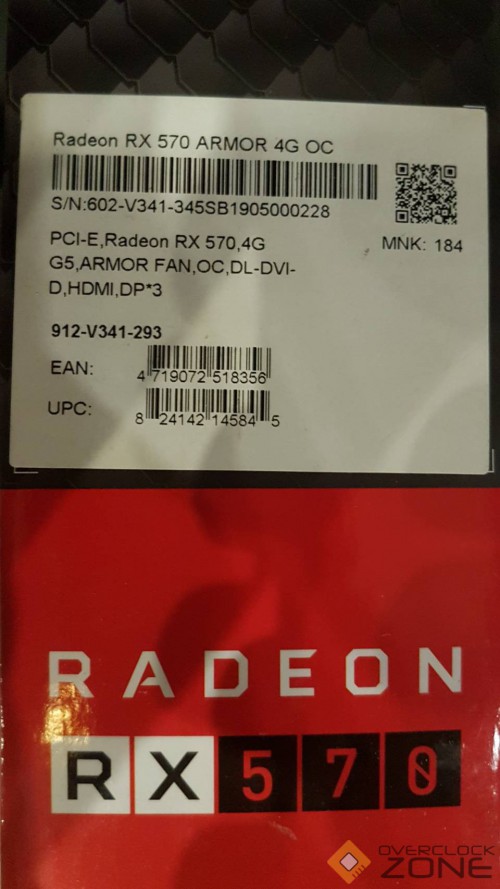 Radeon RX 570 ARMOR 4G OC
S/N:602-V341-345SB1905000228
PCI-E,Radeon RX 570,4G
G5,ARMOR FAN,OC,DL-DVI-
D,HDMI,DP*3
MNK: 184
912-V341-293
EAN:
4 719072 518356
UPC:
8 24142 14584 5
RADEON
RX 570
OVERCLOCK
ZONE